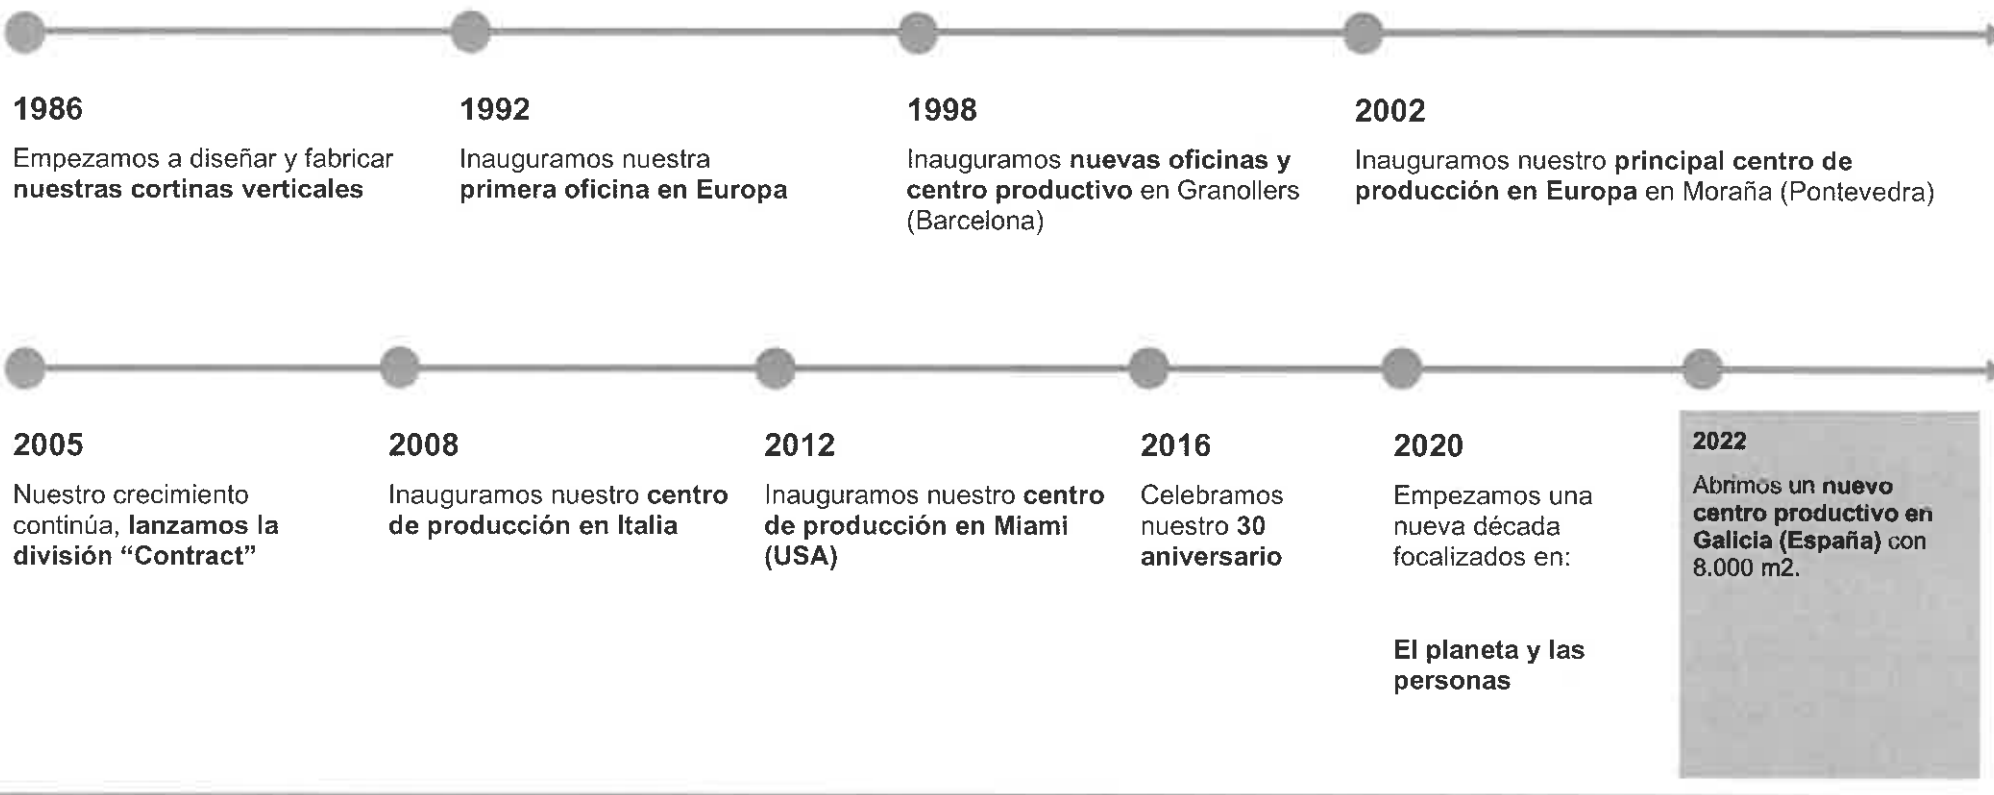 1986
Empezamos a diseñar y fabricar
nuestras cortinas verticales
1992
Inauguramos nuestra
primera oficina en Europa
1998
Inauguramos nuevas oficinas y
centro productivo en Granollers
(Barcelona)
2002
Inauguramos nuestro principal centro de
producción en Europa en Moraña (Pontevedra)
2005
Nuestro crecimiento
continúa, lanzamos la
división “Contract”
2008
Inauguramos nuestro centro
de producción en Italia
2012
Inauguramos nuestro centro
de producción en Miami
(USA)
2016
Celebramos
nuestro 30
aniversario
2020
Empezamos una
nueva década
focalizados en:
El planeta y las
personas
2022
Abrimos un nuevo
centro productivo en
Galicia (España) con
8.000 m2.